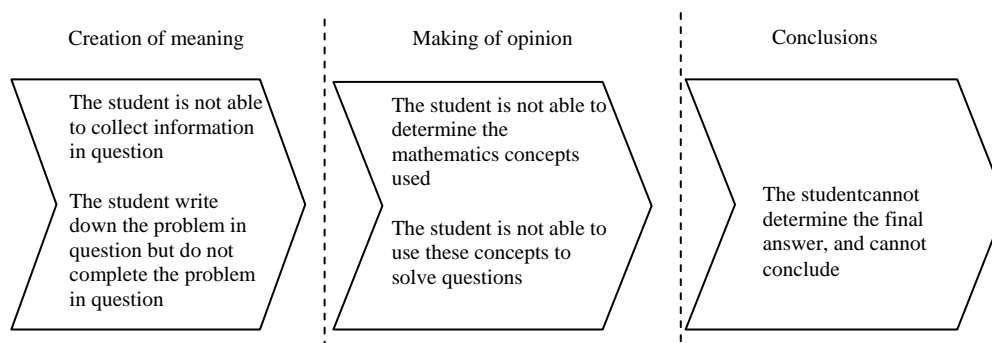 Creation of meaning
Making of opinion
Conclusions
The student is not able
to collect information
in question
The student write
down the problem in
question but do not
complete the problem
in question
The student is not able to
determine the
mathematics concepts
used
The student is not able to
use these concepts to
solve questions
The studentcannot
determine the final
answer, and cannot
conclude